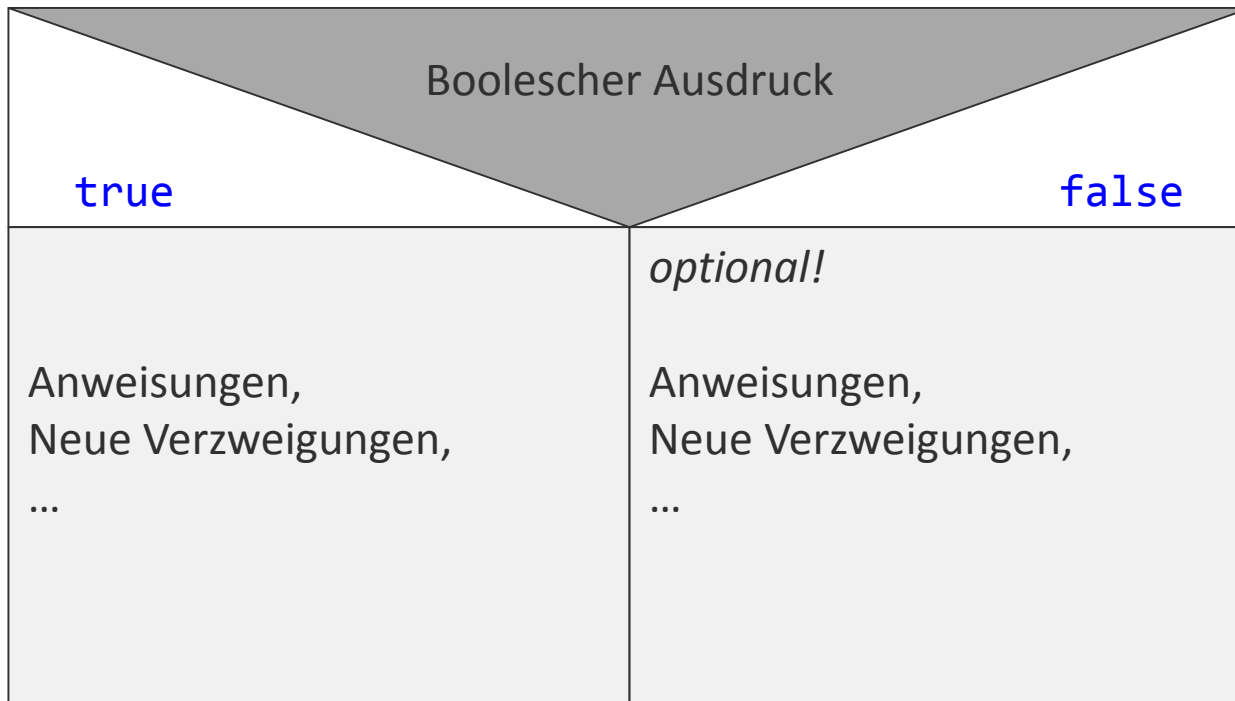 Boolescher Ausdruck
true
false
Anweisungen,
Neue Verzweigungen,
…
optional!
Anweisungen,
Neue Verzweigungen,
…